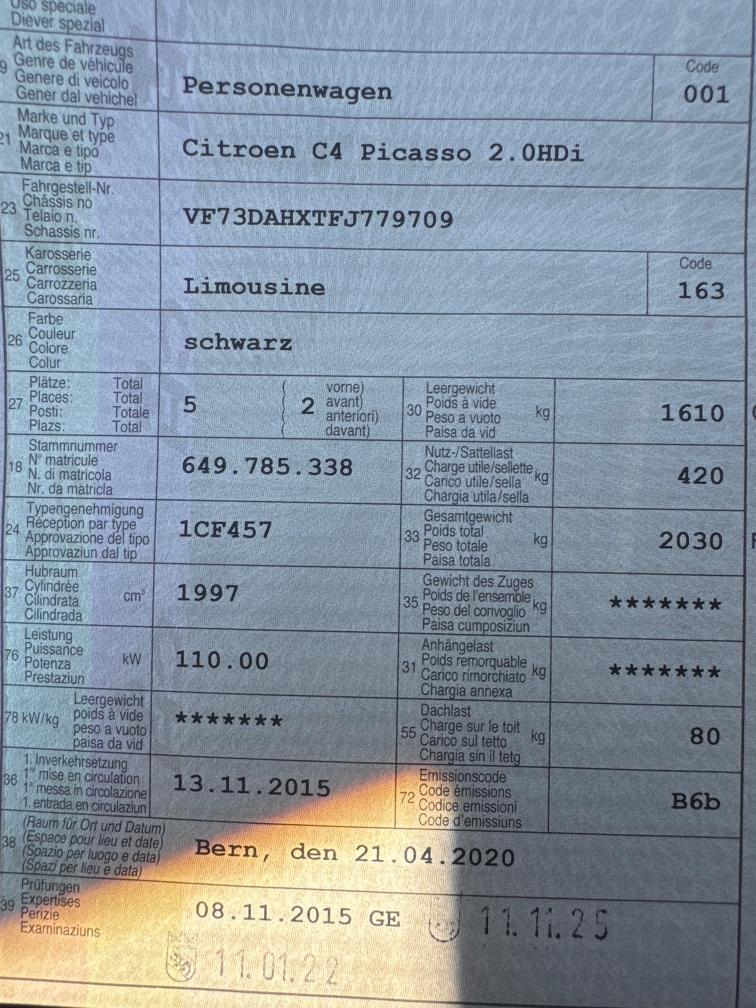 Uso speciale
Diever spezial
19 Art des Fahrzeugs
Genre de véhicule
Genere di veicolo
Gener dal vehichel
Personenwagen
Code
001
21 Marke und Typ
Marque et type
Marca e tipo
Marca e tip
Citroen C4 Picasso 2.0HDi
23 Fahrgestell-Nr.
Châssis no
Telaio n.
Schassis nr.
VF73DAHXTFJ779709
25 Karosserie
Carrosserie
Carrozzeria
Carossaria
Limousine
Code
163
26 Farbe
Couleur
Colore
Colur
schwarz
27 Plätze: Total
Places: Total
Posti: Totale
Plazs: Total
5
( 2 vorne)
( avant)
( anteriori)
( davant)
30 Leergewicht
Poids à vide
Peso a vuoto
Paisa da vid
kg
1610
18 Stammnummer
N° matricule
N. di matricola
Nr. da matricla
649.785.338
32 Nutz-/Sattellast
Charge utile/sellette
Carico utile/sella
Chargia utila/sella
kg
420
24 Typengenehmigung
Réception par type
Approvazione del tipo
Approvaziun dal tip
1CF457
33 Gesamtgewicht
Poids total
Peso totale
Paisa totala
kg
2030
37 Hubraum
Cylindrée
Cilindrata
Cilindrada
cm³
1997
35 Gewicht des Zuges
Poids de l'ensemble
Peso del convoglio
Paisa cumposiziun
kg
*******
76 Leistung
Puissance
Potenza
Prestaziun
kW
110.00
31 Anhängelast
Poids remorquable
Carico rimorchiato
Chargia annexa
kg
*******
78 kW/kg
Leergewicht
poids à vide
peso a vuoto
paisa da vid
*******
55 Dachlast
Charge sur le toit
Carico sul tetto
Chargia sin il tetg
kg
80
36 1. Inverkehrsetzung
1re mise en circulation
1a messa in circolazione
1. entrada en circulaziun
13.11.2015
72 Emissionscode
Code émissions
Codice emissioni
Code d'emissiuns
B6b
38 (Raum für Ort und Datum)
(Espace pour lieu et date)
(Spazio per luogo e data)
(Spazi per lieu e data)
Bern, den 21.04.2020
39 Prüfungen
Expertises
Perizie
Examinaziuns
08.11.2015 GE
11.11.25
11.01.22